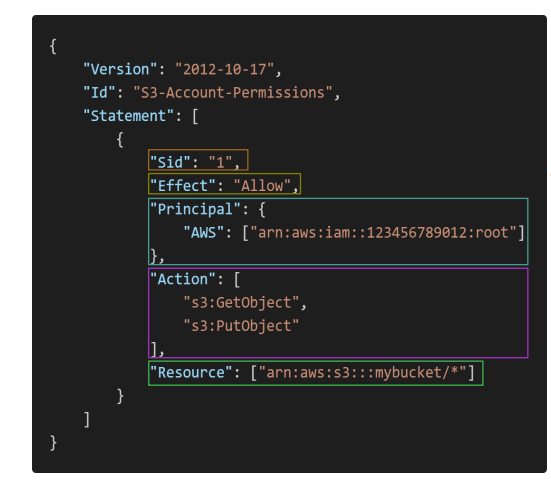 {
    "Version": "2012-10-17",
    "Id": "S3-Account-Permissions",
    "Statement": [
        {
            "Sid": "1",
            "Effect": "Allow",
            "Principal": {
                "AWS": ["arn:aws:iam::123456789012:root"]
            },
            "Action": [
                "s3:GetObject",
                "s3:PutObject"
            ],
            "Resource": ["arn:aws:s3:::mybucket/*"]
        }
    ]
}